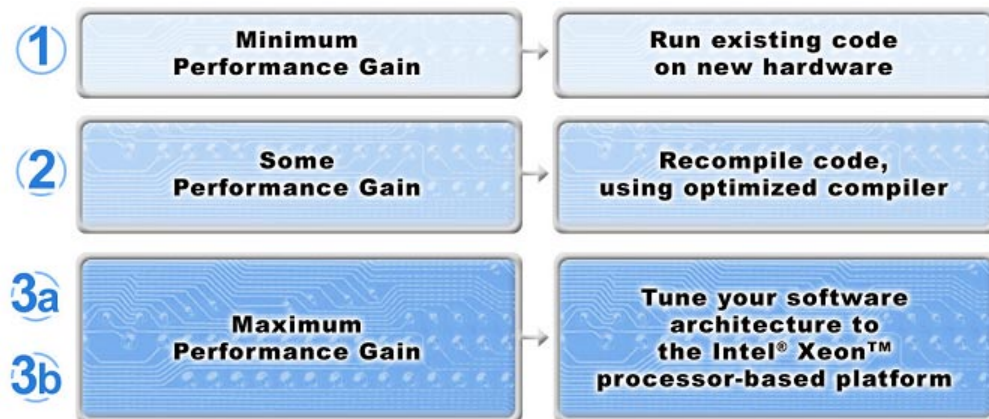 1
Minimum
Performance Gain
Run existing code
on new hardware
2
Some
Performance Gain
Recompile code,
using optimized compiler
3a
3b
Maximum
Performance Gain
Tune your software
architecture to
the Intel® Xeon™
processor-based platform